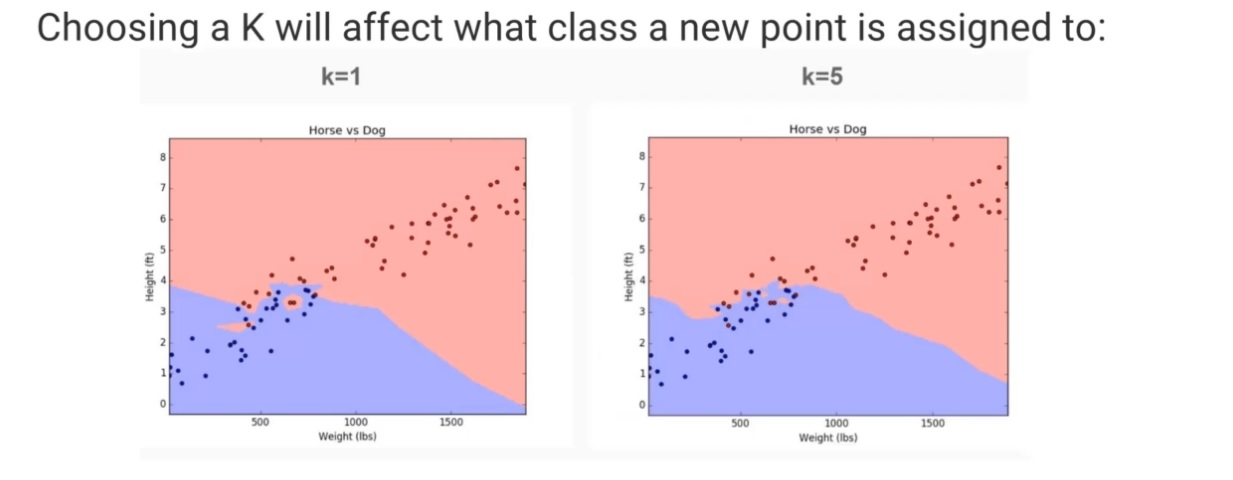 Choosing a K will affect what class a new point is assigned to:
k=1
k=5
Horse vs Dog
8
7
6
5
4
3
2
1
0
Height (ft)
500
1000
1500
Weight (lbs)
Horse vs Dog
8
7
6
5
4
3
2
1
0
Height (ft)
500
1000
1500
Weight (lbs)